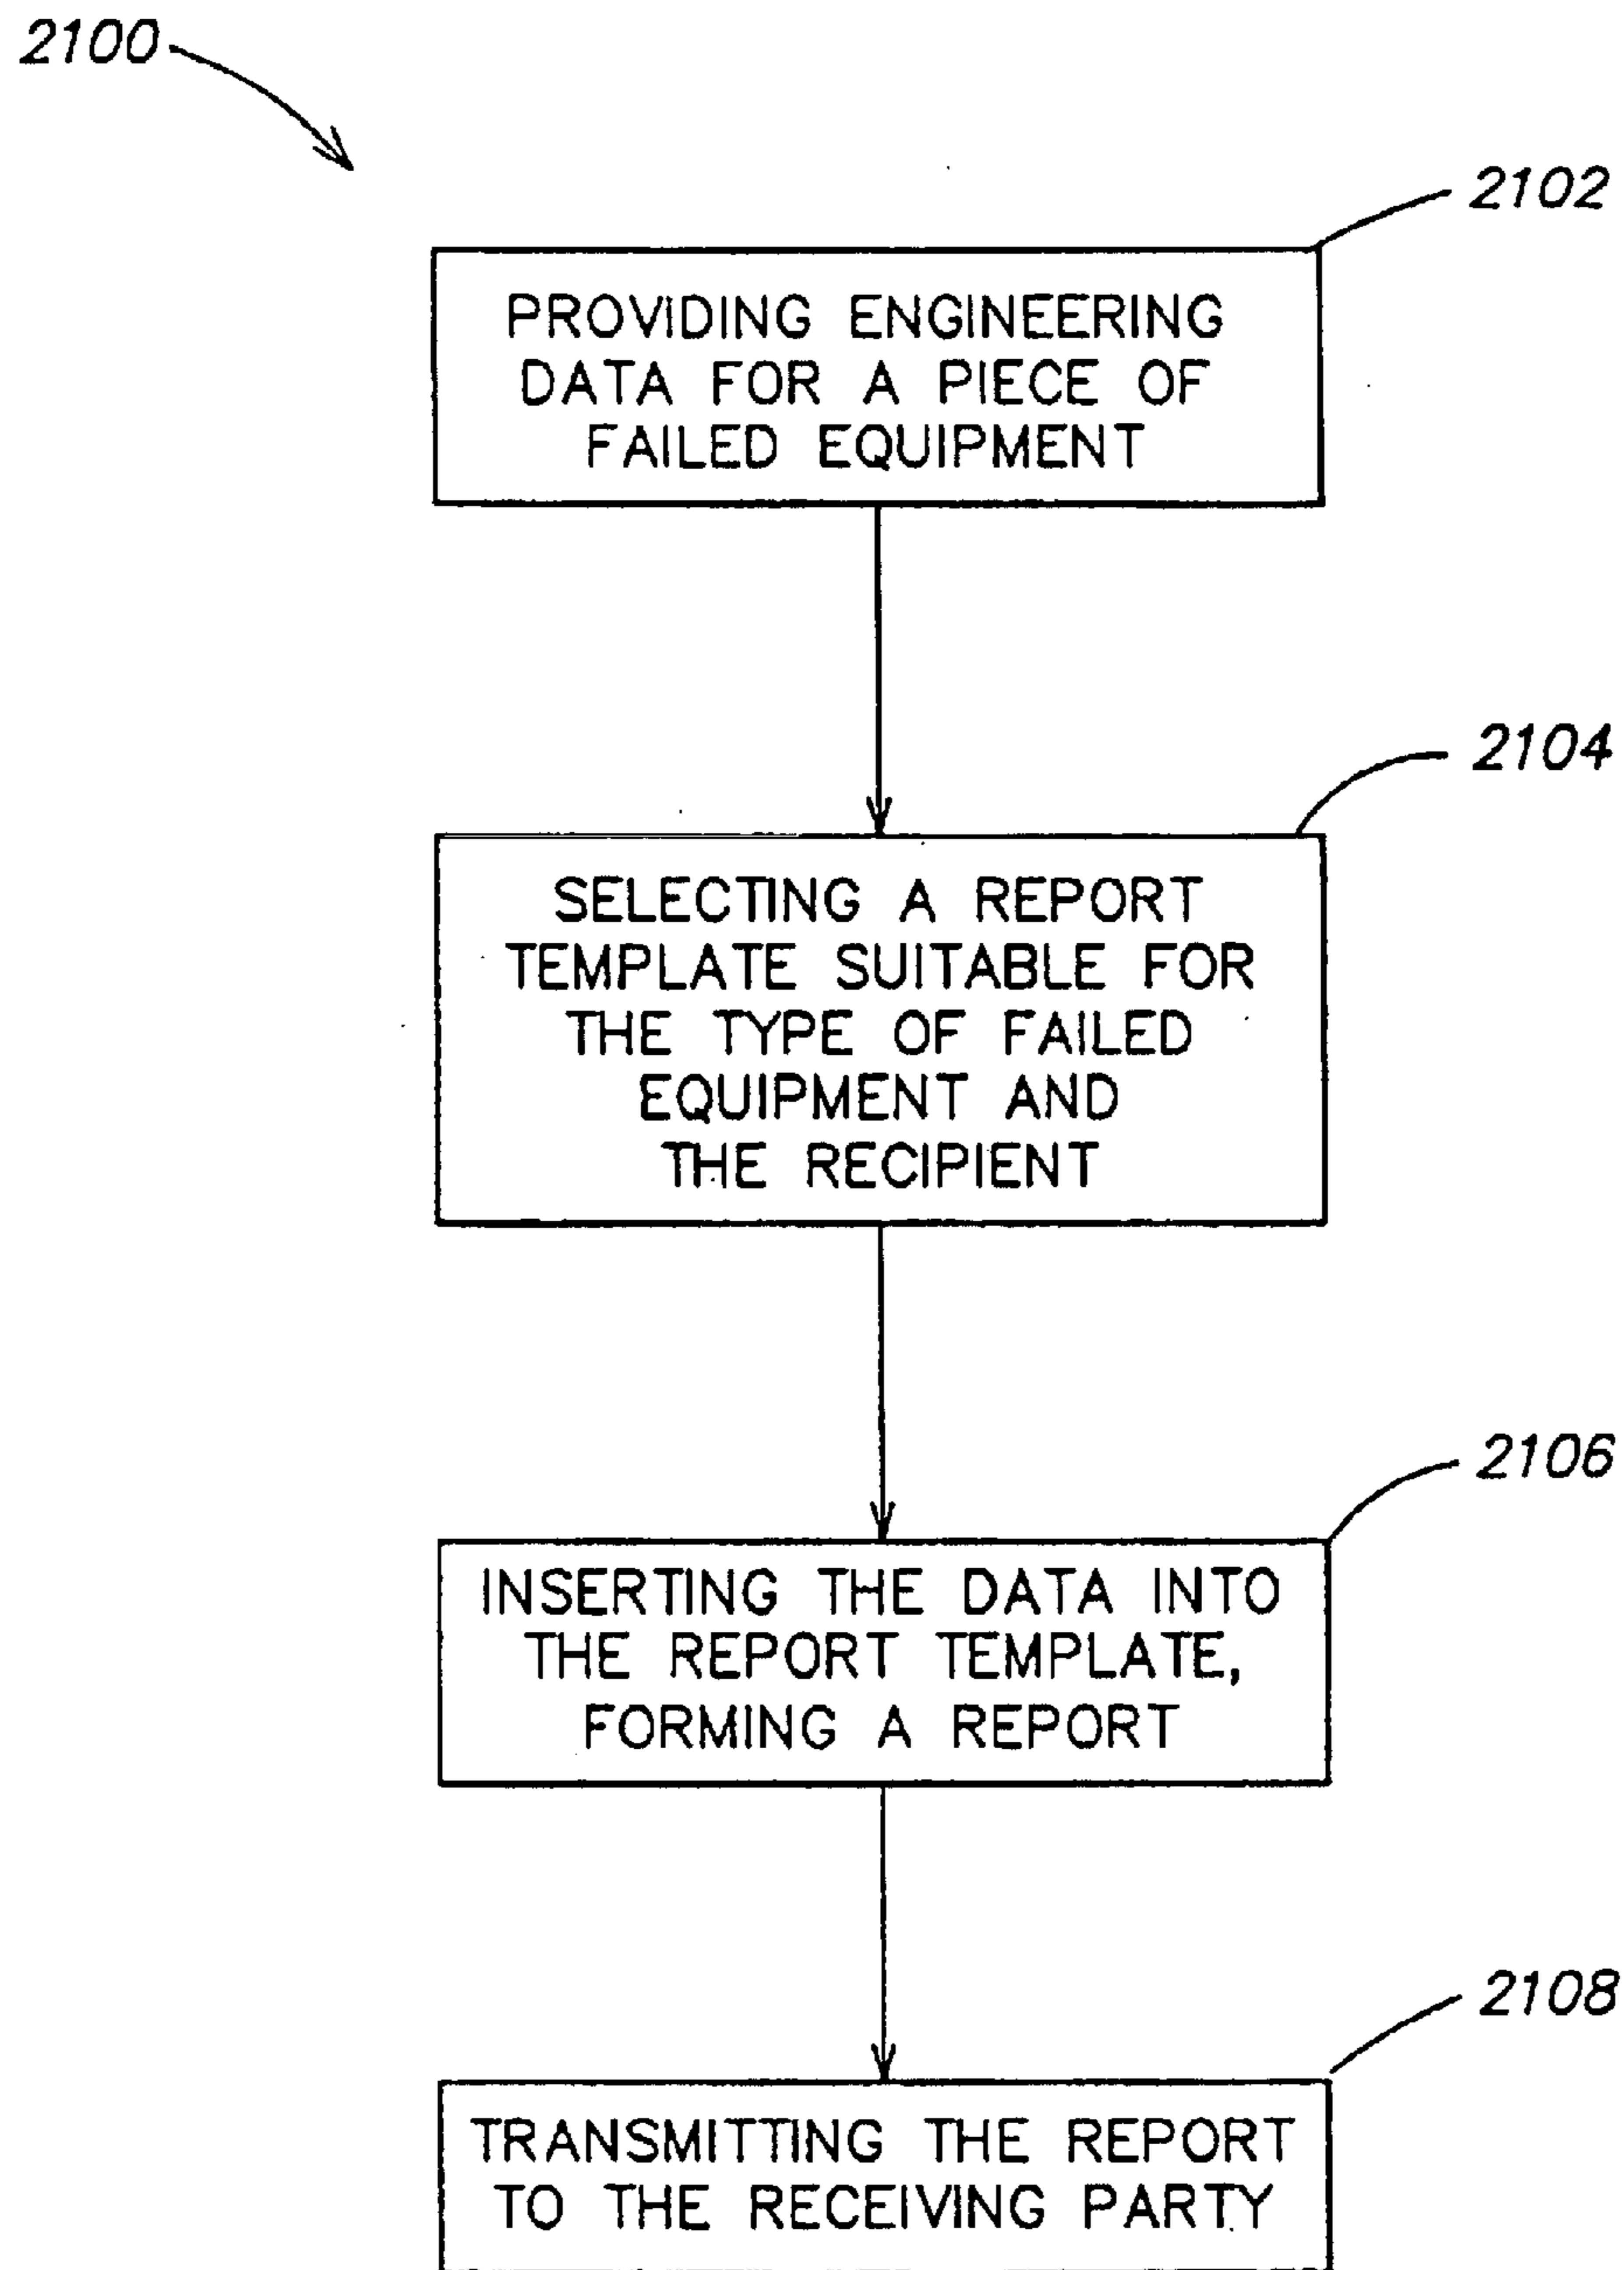 2100
2102
PROVIDING ENGINEERING
DATA FOR A PIECE OF
FAILED EQUIPMENT
2104
SELECTING A REPORT
TEMPLATE SUITABLE FOR
THE TYPE OF FAILED
EQUIPMENT AND
THE RECIPIENT
2106
INSERTING THE DATA INTO
THE REPORT TEMPLATE,
FORMING A REPORT
2108
TRANSMITTING THE REPORT
TO THE RECEIVING PARTY